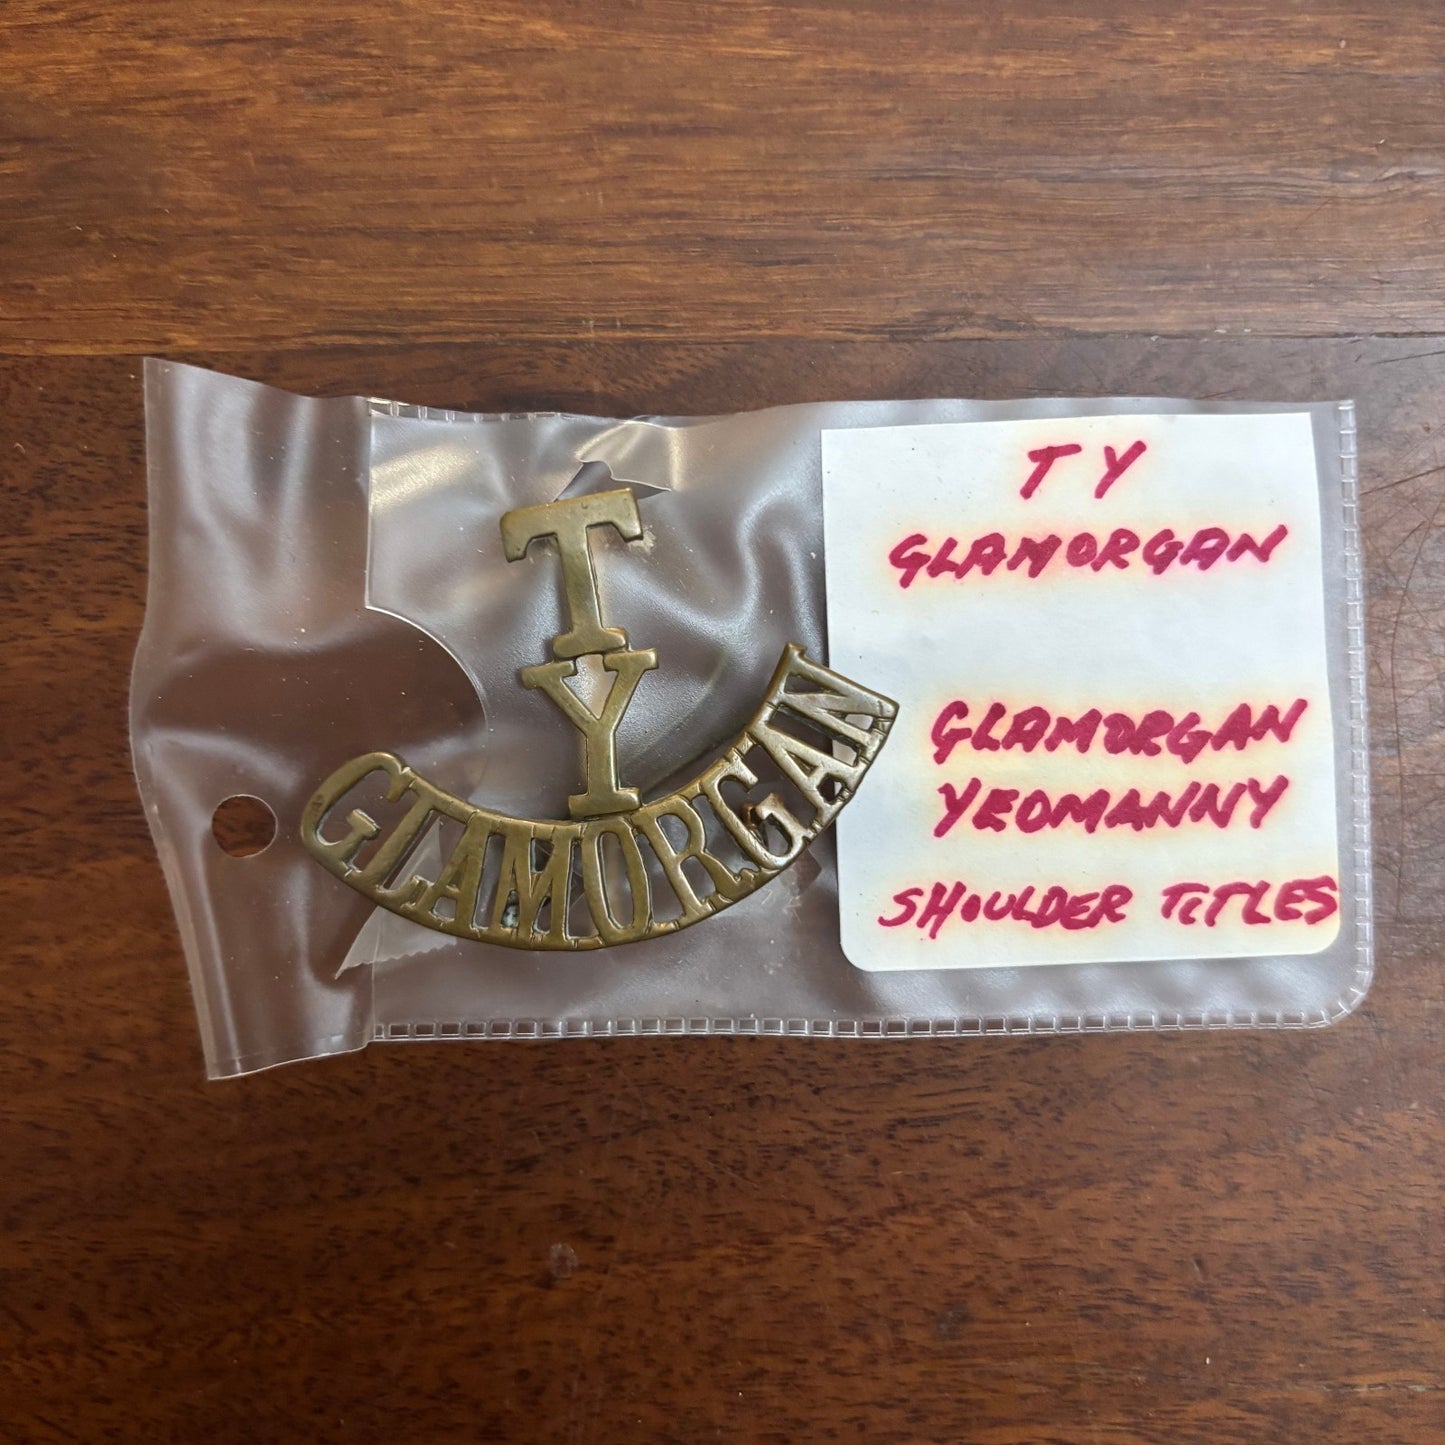 T
Y
GLAMORGAN
T Y
GLAMORGAN
GLAMORGAN
YEOMANNY
SHOULDER TITLES